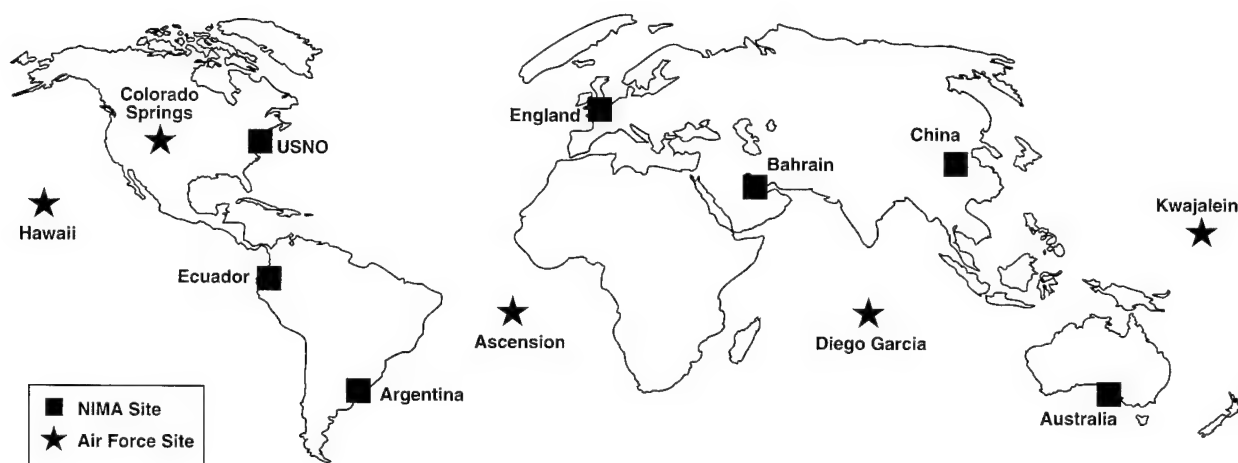 Colorado
Springs
England
USNO
China
Bahrain
Hawaii
Kwajalein
Ecuador
Ascension
Diego Garcia
Argentina
Australia
NIMA Site
Air Force Site